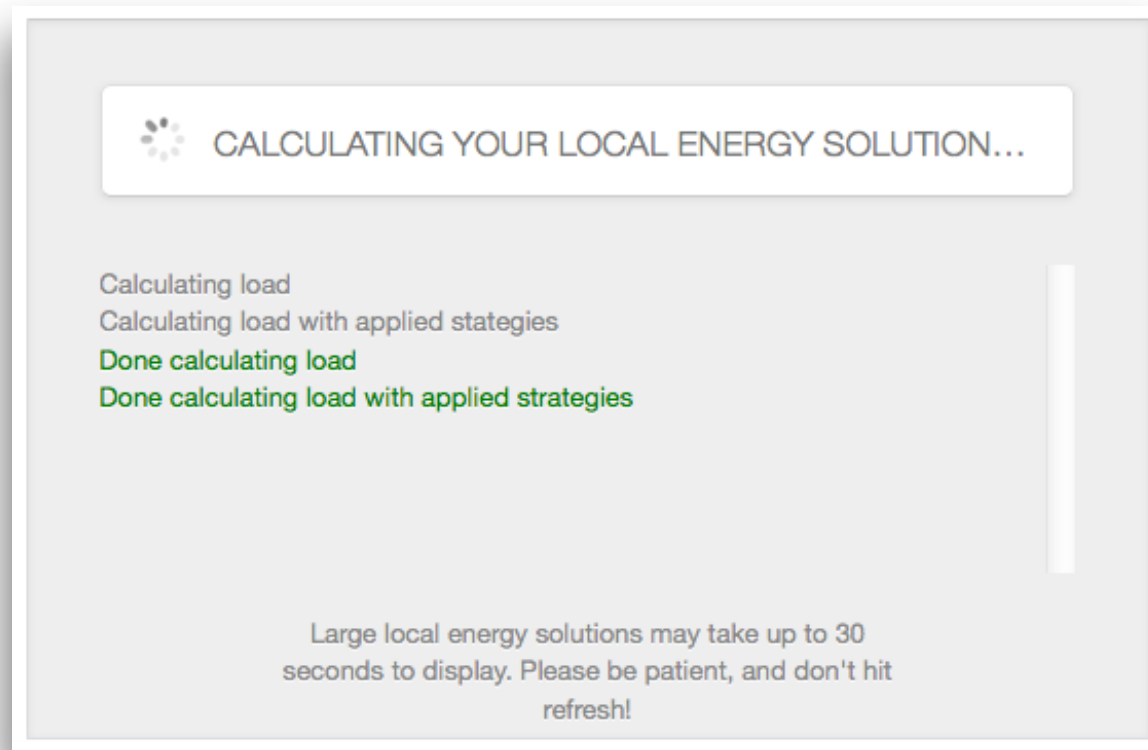 CALCULATING YOUR LOCAL ENERGY SOLUTION...
Calculating load
Calculating load with applied stategies
Done calculating load
Done calculating load with applied strategies
Large local energy solutions may take up to 30
seconds to display. Please be patient, and don't hit
refresh!